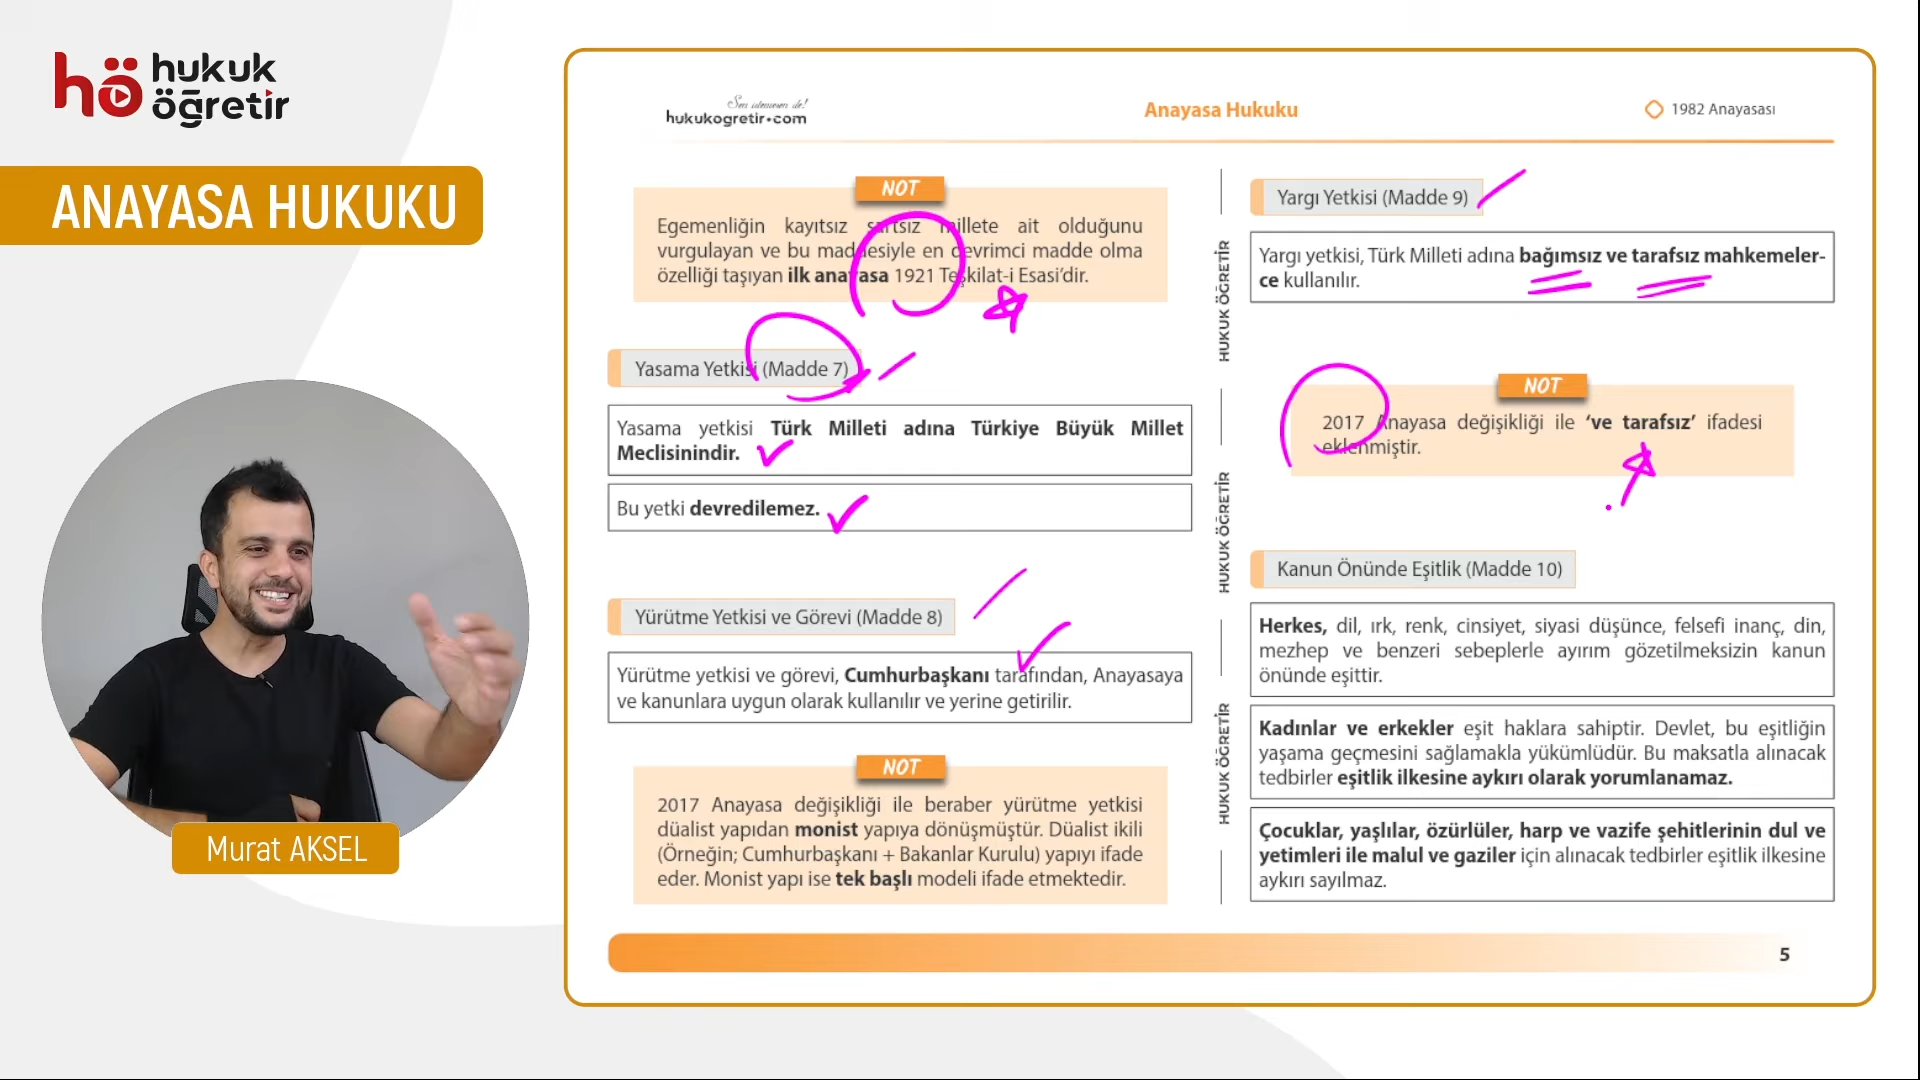 hö hukuk
öğretir
ANAYASA HUKUKU
Murat AKSEL
Sen istemesen de!
hukukogretir•com
Anayasa Hukuku
1982 Anayasası
NOT
Egemenliğin kayıtsız şartsız millete ait olduğunu
vurgulayan ve bu maddesiyle en devrimci madde olma
özelliği taşıyan ilk anayasa 1921 Teşkilat-i Esasi’dir.
Yasama Yetkisi (Madde 7)
Yasama yetkisi Türk Milleti adına Türkiye Büyük Millet
Meclisinindir.
Bu yetki devredilemez.
Yürütme Yetkisi ve Görevi (Madde 8)
Yürütme yetkisi ve görevi, Cumhurbaşkanı tarafından, Anayasaya
ve kanunlara uygun olarak kullanılır ve yerine getirilir.
NOT
2017 Anayasa değişikliği ile beraber yürütme yetkisi
düalist yapıdan monist yapıya dönüşmüştür. Düalist ikili
(Örneğin; Cumhurbaşkanı + Bakanlar Kurulu) yapıyı ifade
eder. Monist yapı ise tek başlı modeli ifade etmektedir.
HUKUK ÖĞRETİR
HUKUK ÖĞRETİR
HUKUK ÖĞRETİR
Yargı Yetkisi (Madde 9)
Yargı yetkisi, Türk Milleti adına bağımsız ve tarafsız mahkemeler-
ce kullanılır.
NOT
2017 Anayasa değişikliği ile ‘ve tarafsız’ ifadesi
eklenmiştir.
Kanun Önünde Eşitlik (Madde 10)
Herkes, dil, ırk, renk, cinsiyet, siyasi düşünce, felsefi inanç, din,
mezhep ve benzeri sebeplerle ayırım gözetilmeksizin kanun
önünde eşittir.
Kadınlar ve erkekler eşit haklara sahiptir. Devlet, bu eşitliğin
yaşama geçmesini sağlamakla yükümlüdür. Bu maksatla alınacak
tedbirler eşitlik ilkesine aykırı olarak yorumlanamaz.
Çocuklar, yaşlılar, özürlüler, harp ve vazife şehitlerinin dul ve
yetimleri ile malul ve gaziler için alınacak tedbirler eşitlik ilkesine
aykırı sayılmaz.
5